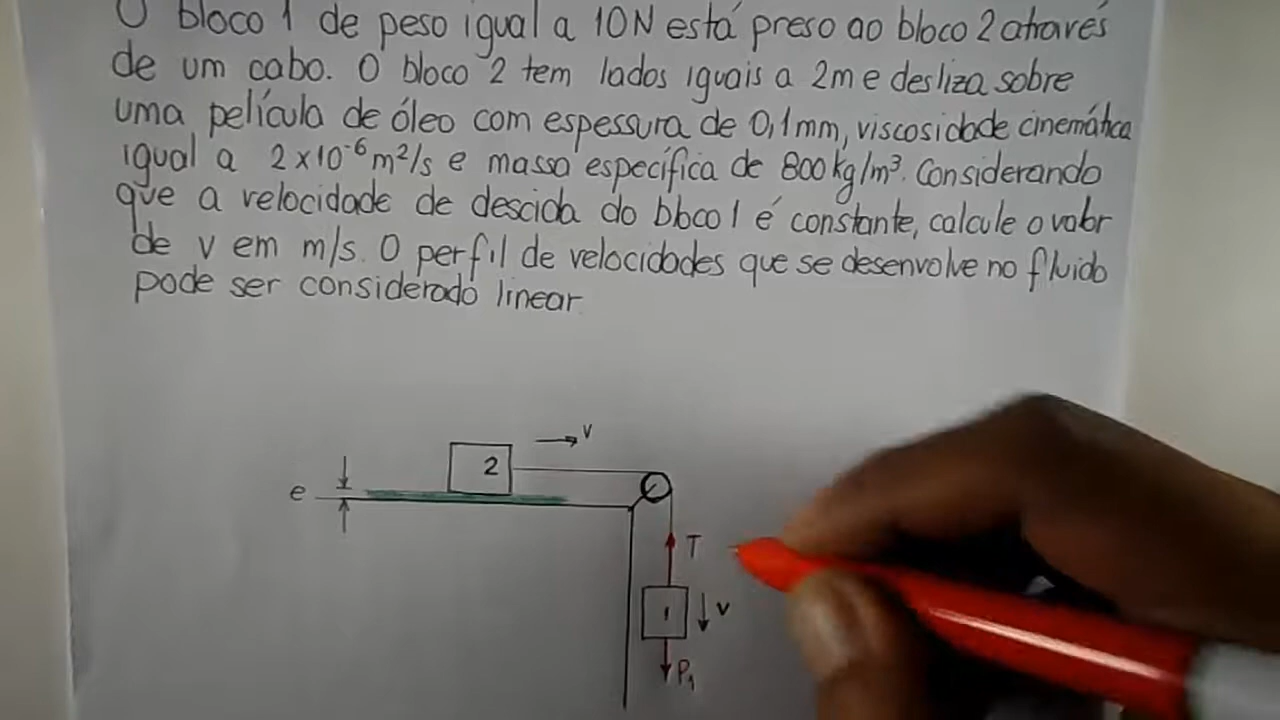 O bloco 1 de peso igual a 10N está preso ao bloco 2 através
de um cabo. O bloco 2 tem lados iguais a 2m e desliza sobre
uma película de óleo com espessura de 0,1mm, viscosidade cinemática
igual a 2x10⁻⁶m²/s e massa específica de 800kg/m³. Considerando
que a velocidade de descida do bloco 1 é constante, calcule o valor
de v em m/s. O perfil de velocidades que se desenvolve no fluido
pode ser considerado linear.
v
2
e
T
1
v
P₁